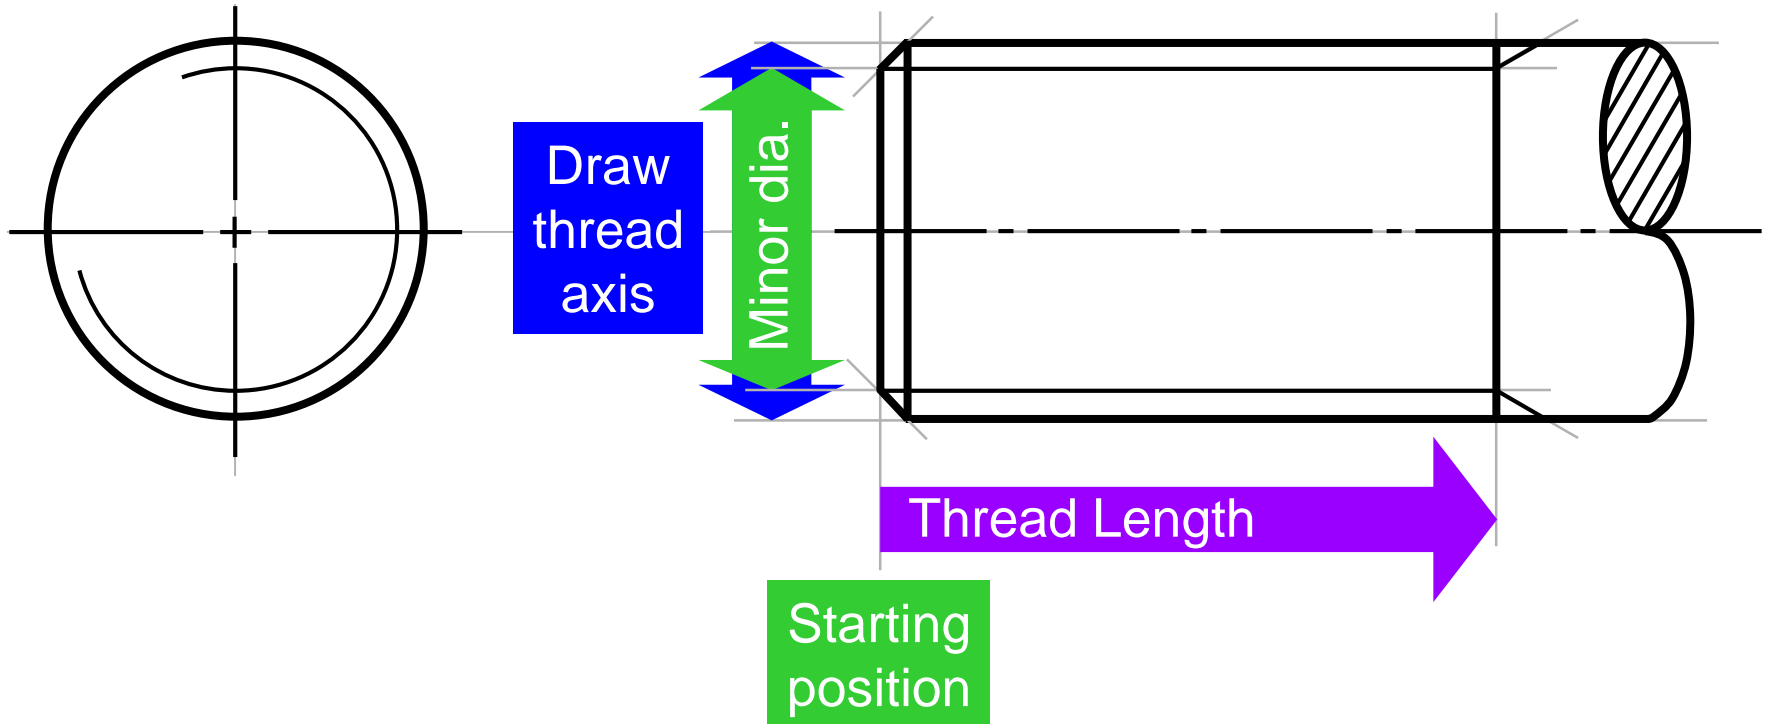 Draw
thread
axis
Minor dia.
Thread Length
Starting
position